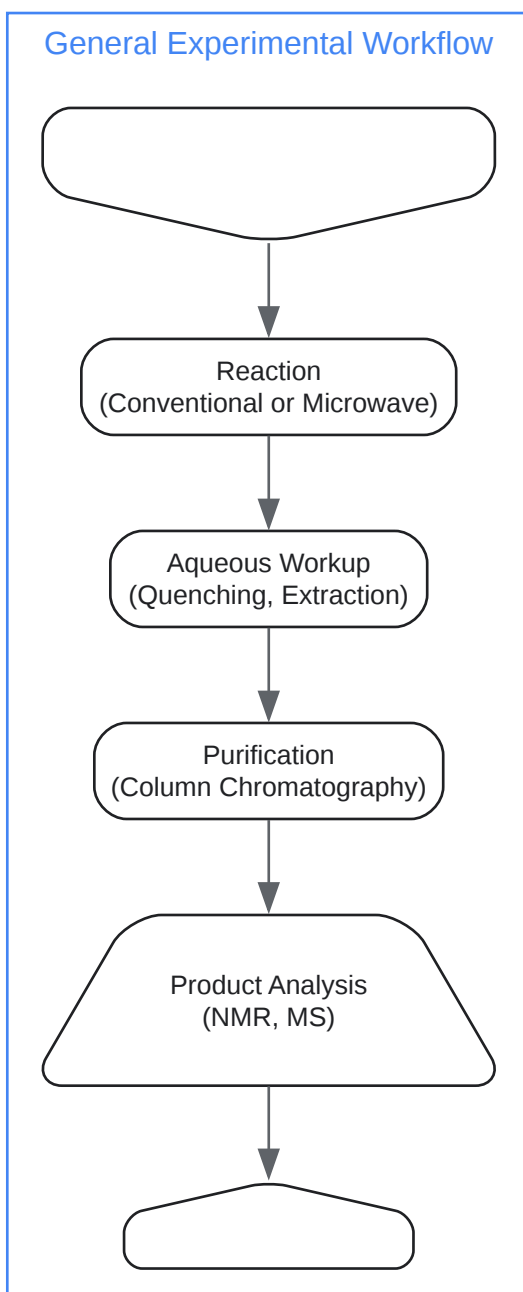 General Experimental Workflow
Reaction
(Conventional or Microwave)
Aqueous Workup
(Quenching, Extraction)
Purification
(Column Chromatography)
Product Analysis
(NMR, MS)